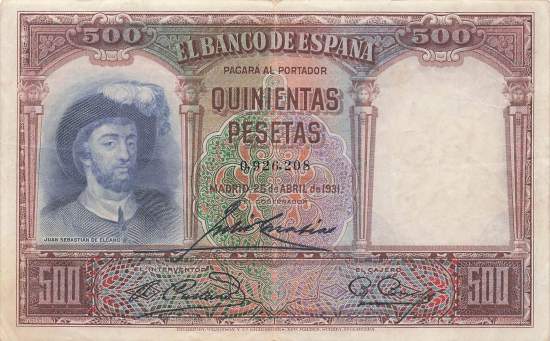 500
500
EL BANCO DE ESPAÑA
PAGARÁ AL PORTADOR
QUINIENTAS
PESETAS
0,926,208
MADRID, 25 de ABRIL de 1931.
EL GOBERNADOR
JUAN SEBASTIAN DE ELCANO
EL INTERVENTOR
EL CAJERO
500
500